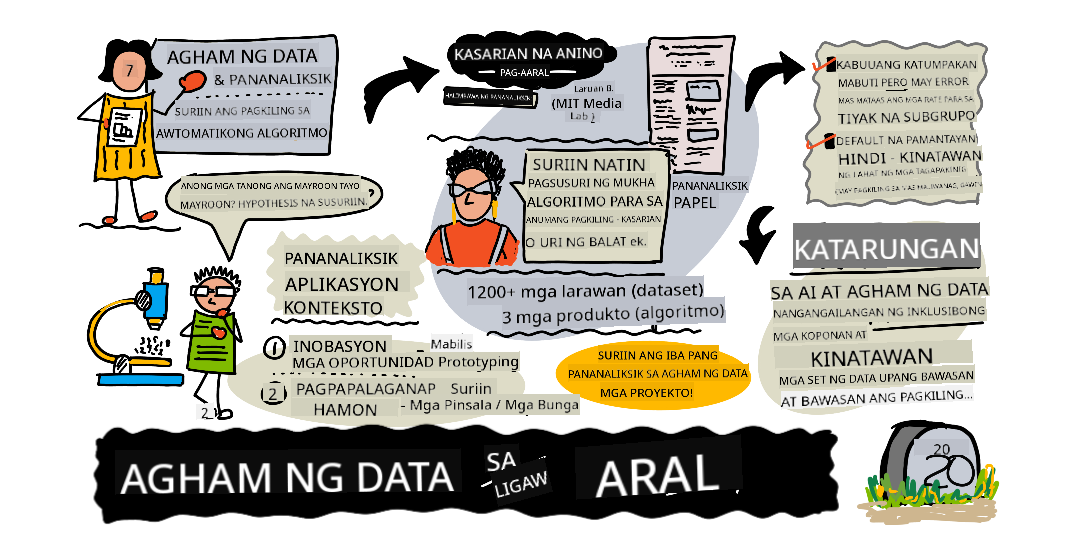 7
AGHAM NG DATA
& PANANALIKSIK
SURIIN ANG PAGKILING SA
AWTOMATIKONG ALGORITMO
ANONG MGA TANONG ANG MAYROON TAYO
MAYROON? HYPOTHESIS NA SUSURIIN. ?
KASARIAN NA ANINO
PAG-AARAL
HALIMBAWA NG PANANALIKSIK
Laruan B.
(MIT Media
Lab )
SURIIN NATIN
PAGSUSURI NG MUKHA
ALGORITMO PARA SA
ANUMANG PAGKILING - KASARIAN
O URI NG BALAT ek.
PANANALIKSIK
PAPEL
1200+ mga larawan (dataset)
3 mga produkto (algoritmo)
KABUUANG KATUMPAKAN
MABUTI PERO MAY ERROR
MAS MATAAS ANG MGA RATE PARA SA
TIYAK NA SUBGRUPO
DEFAULT NA PAMANTAYAN
HINDI - KINATAWAN
NG LAHAT NG MGA TAGAPAKINIG
KATARUNGAN
SA AI AT AGHAM NG DATA
NANGANGAILANGAN NG INKLUSIBONG
MGA KOPONAN AT
KINATAWAN
MGA SET NG DATA UPANG BAWASAN
AT BAWASAN ANG PAGKILING...
PANANALIKSIK
APLIKASYON
KONTEKSTO
1 INOBASYON - Mabilis
MGA OPORTUNIDAD Prototyping
2 PAGPAPALAGANAP Suriin
HAMON - Mga Pinsala / Mga Bunga
SURIIN ANG IBA PANG
PANANALIKSIK SA AGHAM NG DATA
MGA PROYEKTO!
AGHAM NG DATA SA LIGAW ARAL
20
20